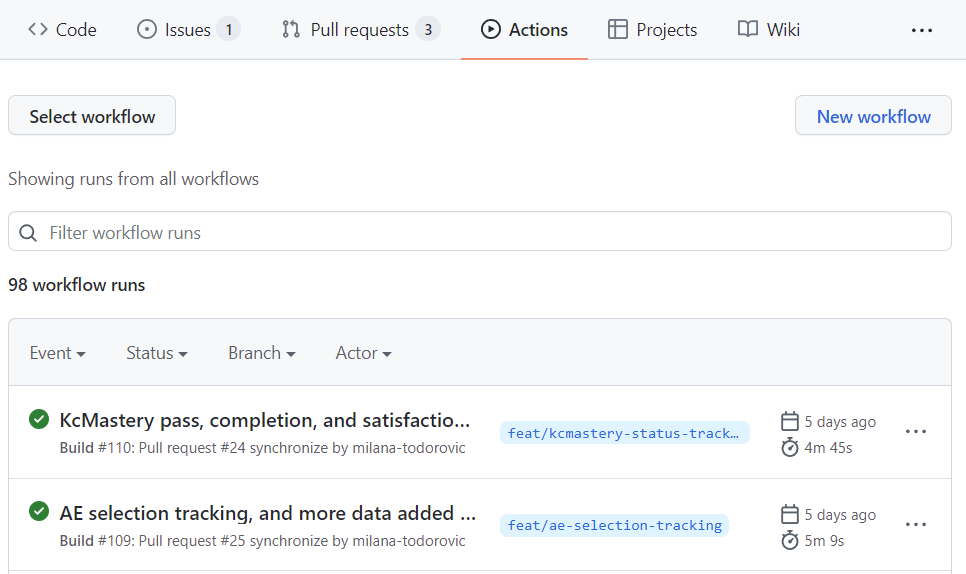 Code Issues 1 Pull requests 3 Actions Projects Wiki ...
Select workflow New workflow
Showing runs from all workflows
Filter workflow runs
98 workflow runs
Event Status Branch Actor
KcMastery pass, completion, and satisfactio...
feat/kcmastery-status-track… 5 days ago
Build #110: Pull request #24 synchronize by milana-todorovic 4m 45s
AE selection tracking, and more data added ... 5 days ago
feat/ae-selection-tracking
Build #109: Pull request #25 synchronize by milana-todorovic 5m 9s